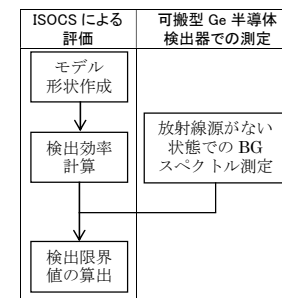 ISOCS による
評価
可搬型 Ge 半導体
検出器での測定
モデル
形状作成
検出効率
計算
放射線源がない
状態での BG
スペクトル測定
検出限界
値の算出